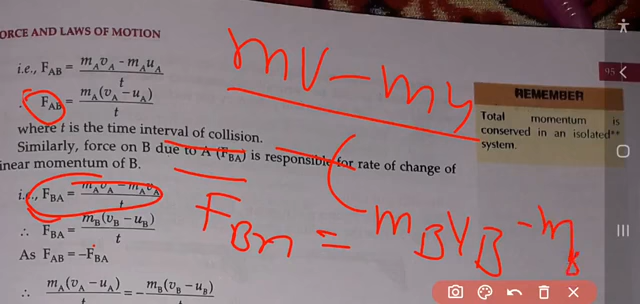 ORCE AND LAWS OF MOTION
i.e., F_AB = (m_A v_A - m_A u_A) / t
∴ F_AB = m_A (v_A - u_A) / t
where t is the time interval of collision.
Similarly, force on B due to A (F_BA) is responsible for rate of change of
inear momentum of B.
i.e., F_BA = (m_A v_A - m_A v_A) / t
∴ F_BA = m_B (v_B - u_B) / t
As F_AB = -F_BA
∴ m_A (v_A - u_A) / t = - m_B (v_B - u_B) / t
95
REMEMBER
Total momentum is
conserved in an isolated**
system.
mv - mu
= m_B v_B - m